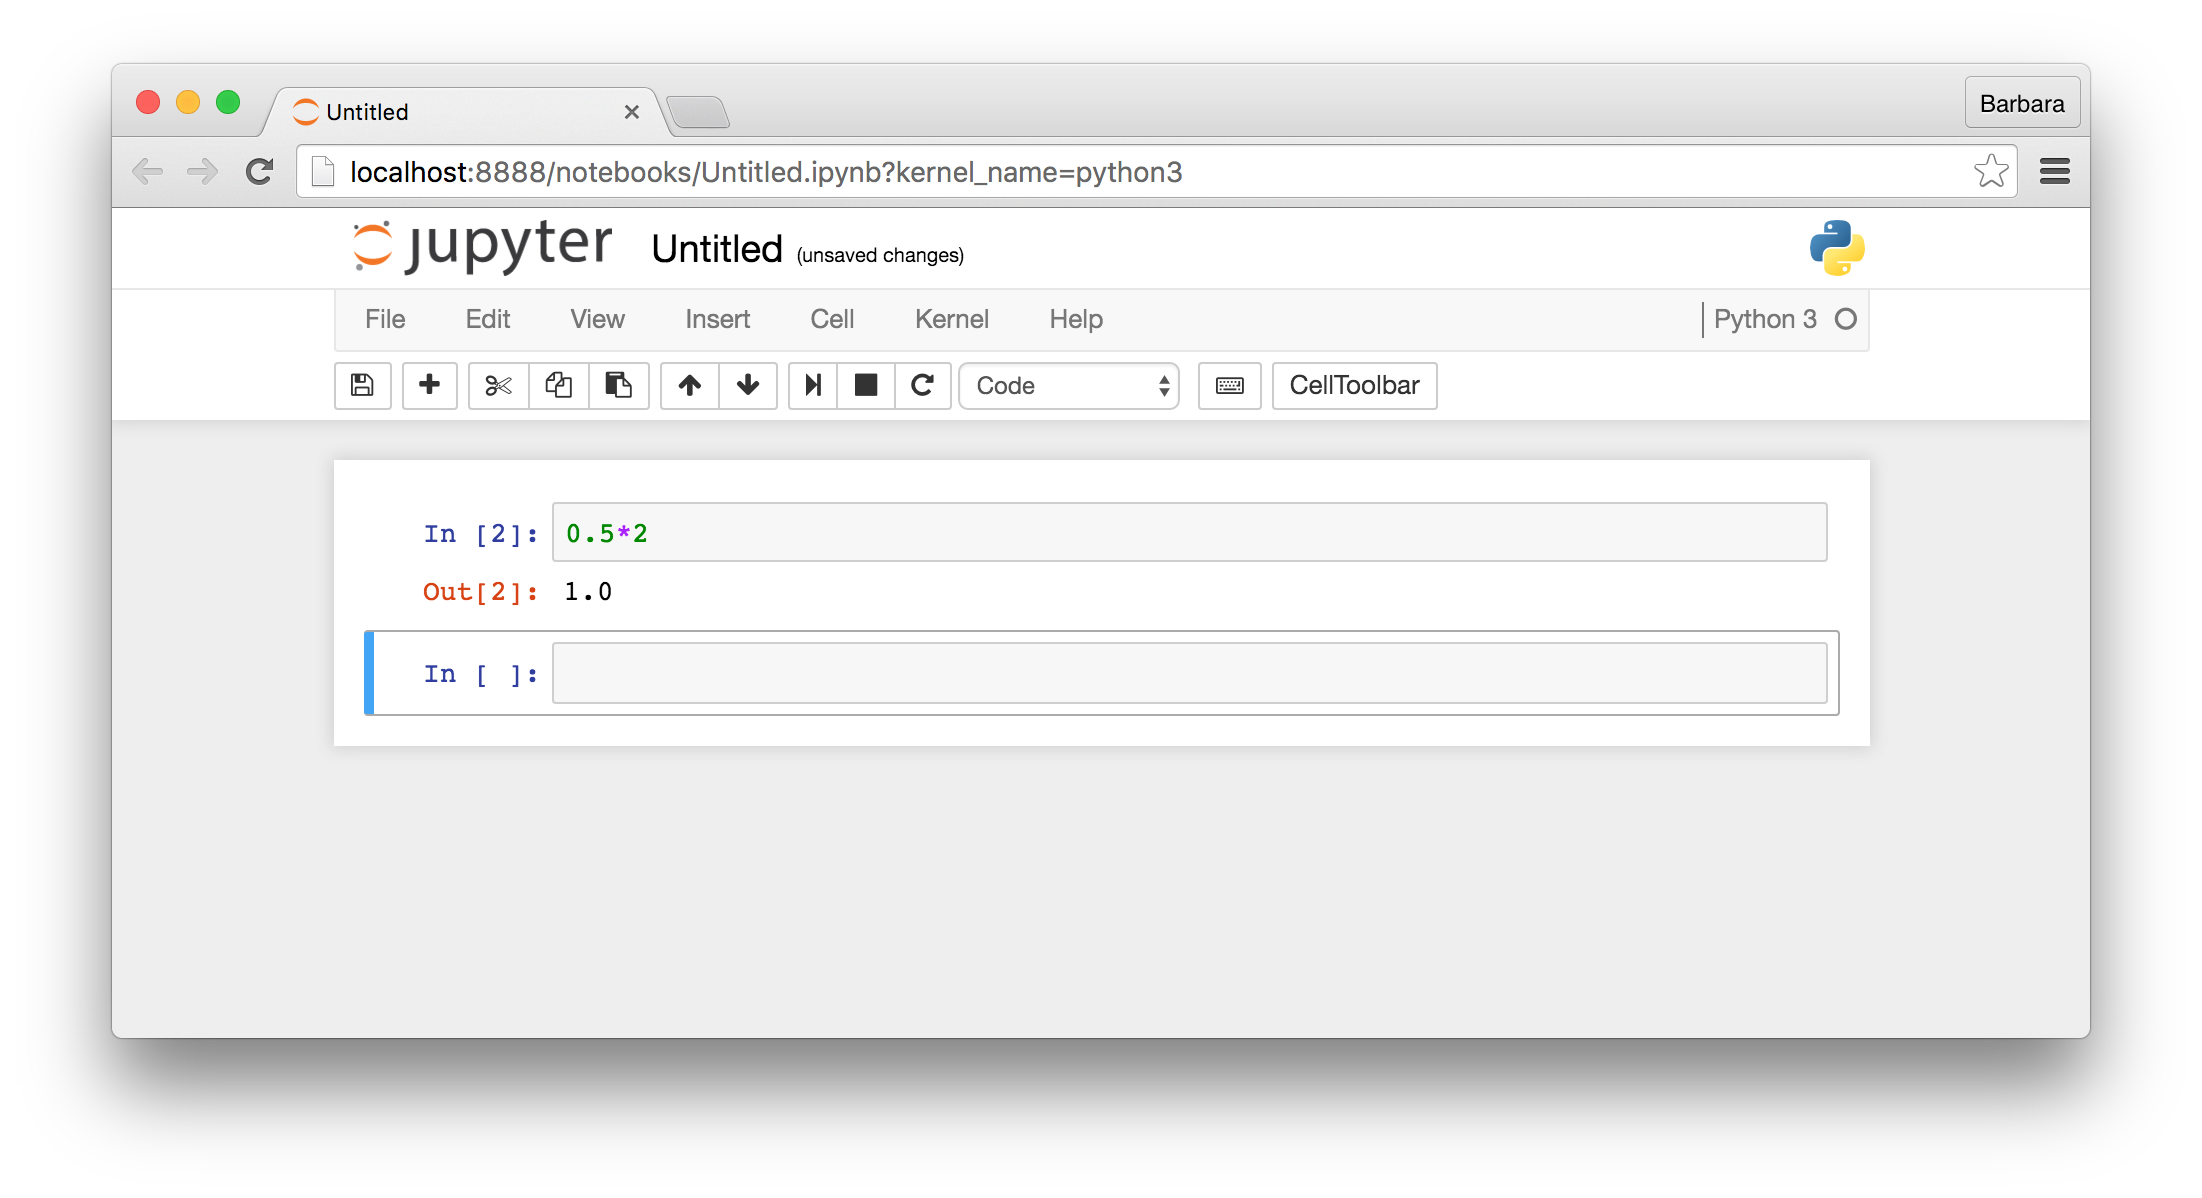 Untitled
Barbara
localhost:8888/notebooks/Untitled.ipynb?kernel_name=python3
jupyter Untitled (unsaved changes)
File Edit View Insert Cell Kernel Help Python 3
Code CellToolbar
In [2]: 0.5*2
Out[2]: 1.0
In [ ]: